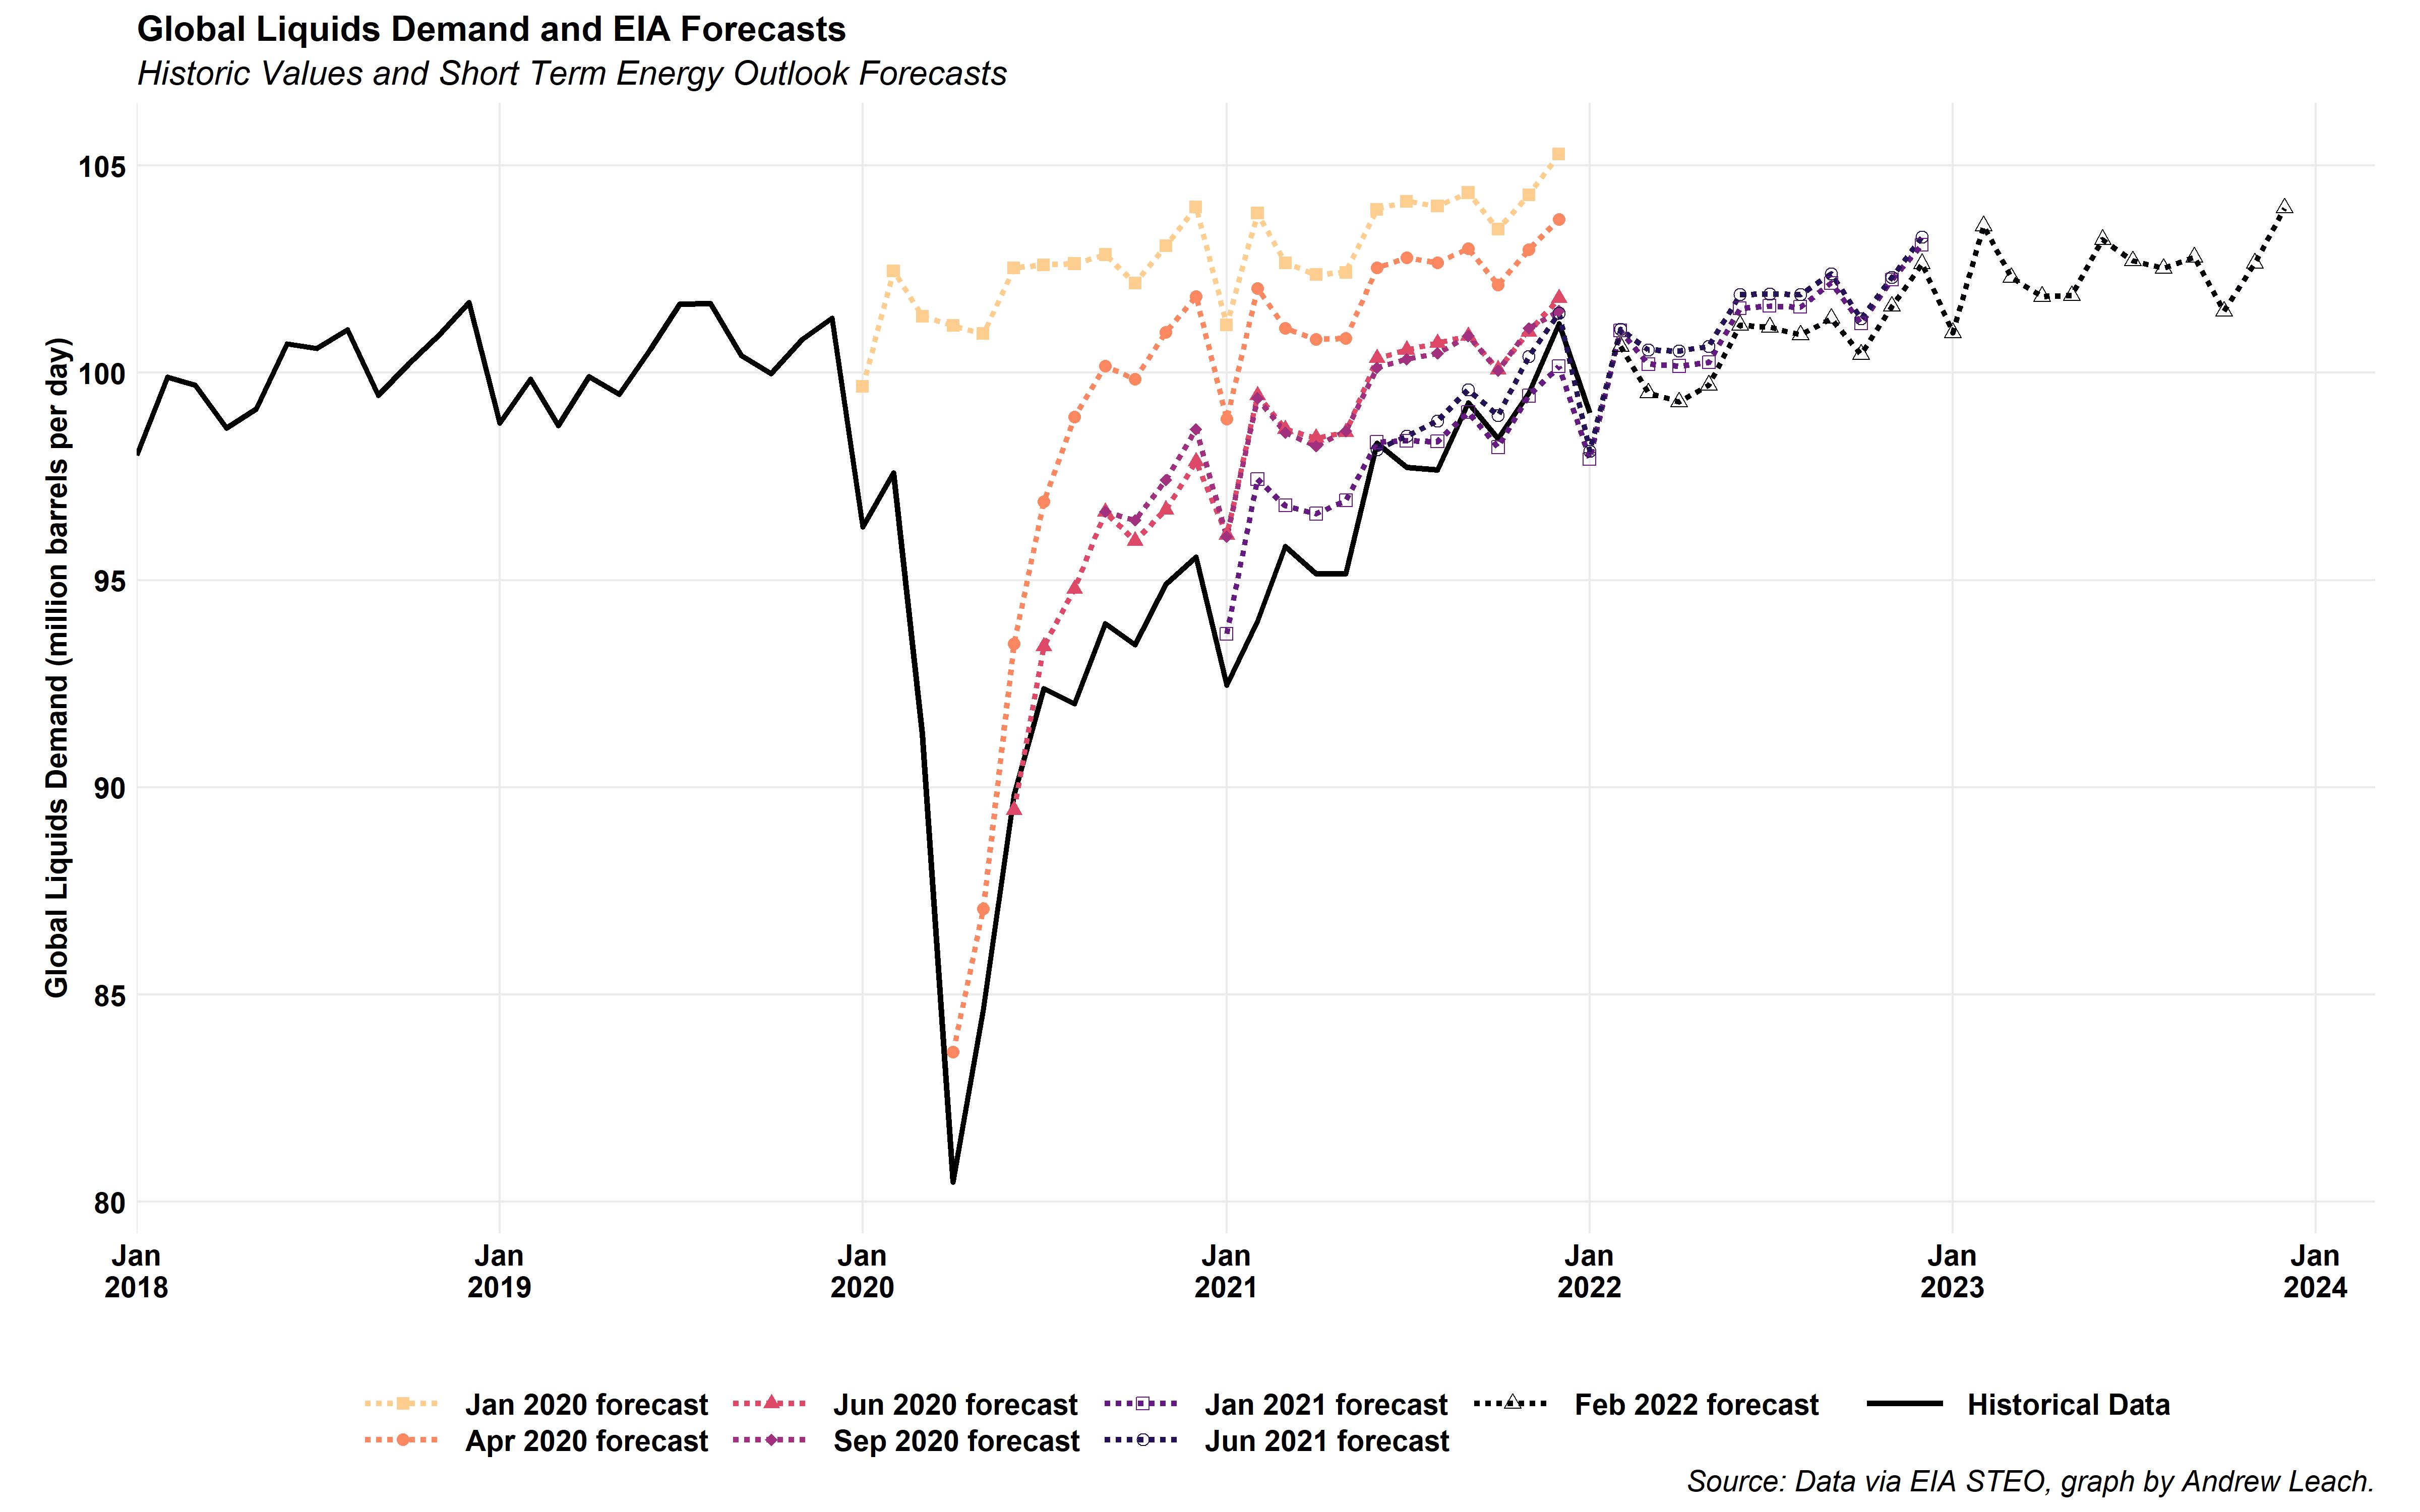 Global Liquids Demand and EIA Forecasts
Historic Values and Short Term Energy Outlook Forecasts
Global Liquids Demand (million barrels per day)
105
100
95
90
85
80
Jan
2018
Jan
2019
Jan
2020
Jan
2021
Jan
2022
Jan
2023
Jan
2024
Jan 2020 forecast
Jun 2020 forecast
Jan 2021 forecast
Feb 2022 forecast
Historical Data
Apr 2020 forecast
Sep 2020 forecast
Jun 2021 forecast
Source: Data via EIA STEO, graph by Andrew Leach.